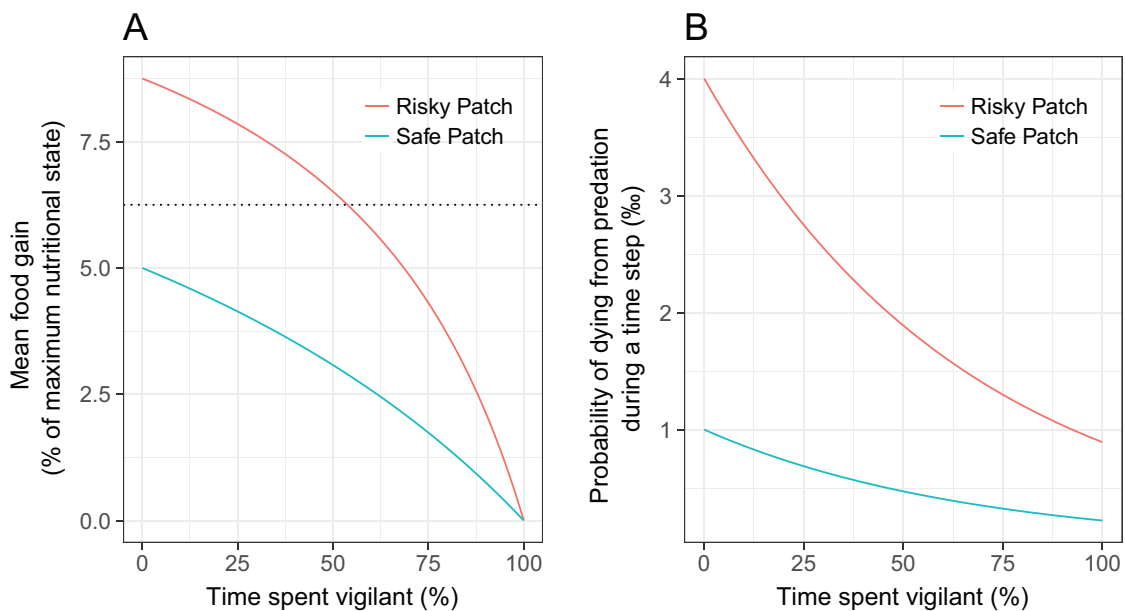 A
Mean food gain
(% of maximum nutritional state)
7.5
5.0
2.5
0.0
Risky Patch
Safe Patch
0 25 50 75 100
Time spent vigilant (%)
B
Probability of dying from predation
during a time step (‰)
4
3
2
1
Risky Patch
Safe Patch
0 25 50 75 100
Time spent vigilant (%)